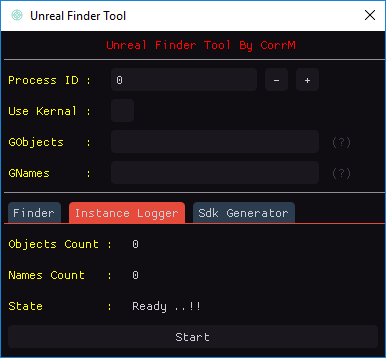 Unreal Finder Tool
Unreal Finder Tool By CorrM
Process ID : 0 - +
Use Kernal :
GObjects : (?)
GNames : (?)
Finder Instance Logger Sdk Generator
Objects Count : 0
Names Count : 0
State : Ready ..!!
Start